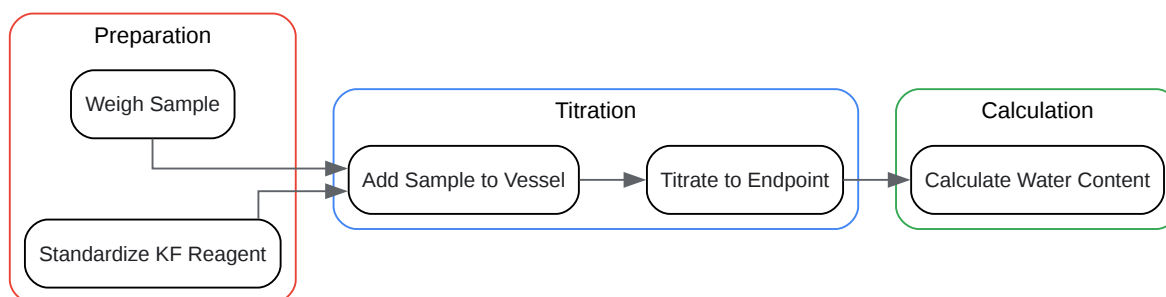 Preparation
Weigh Sample
Standardize KF Reagent
Titration
Add Sample to Vessel
Titrate to Endpoint
Calculation
Calculate Water Content